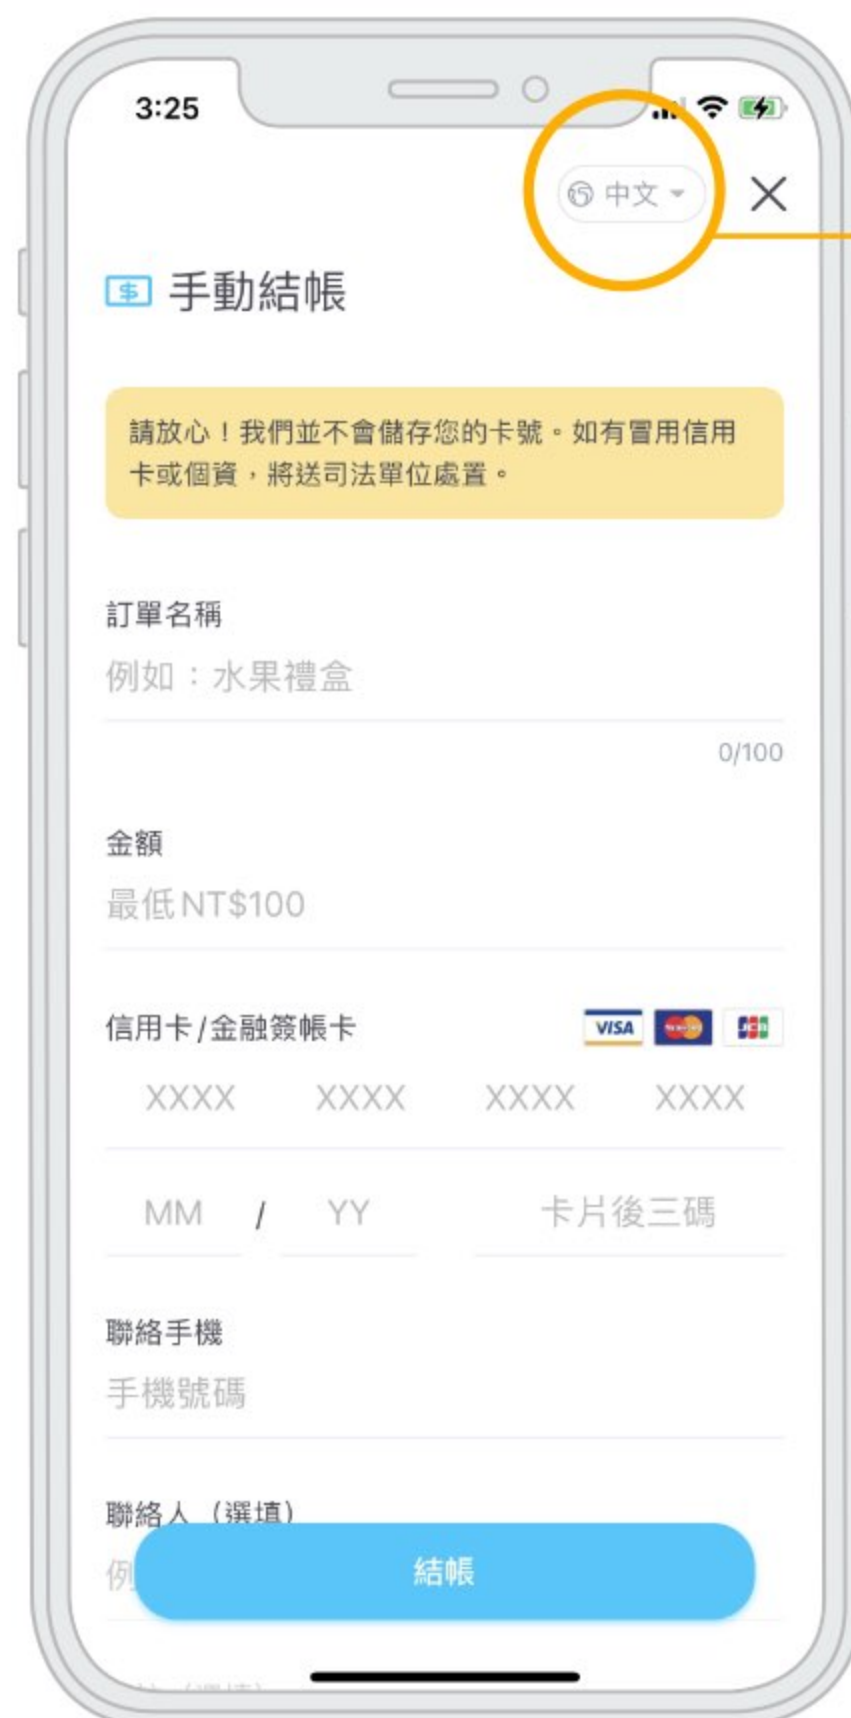 3:25
中文
手動結帳
請放心！我們並不會儲存您的卡號。如有冒用信用
卡或個資，將送司法單位處置。
訂單名稱
例如：水果禮盒
0/100
金額
最低NT$100
信用卡/金融簽帳卡
VISA
JCB
XXXX XXXX XXXX XXXX
MM / YY 卡片後三碼
聯絡手機
手機號碼
聯絡人（選填）
例
結帳